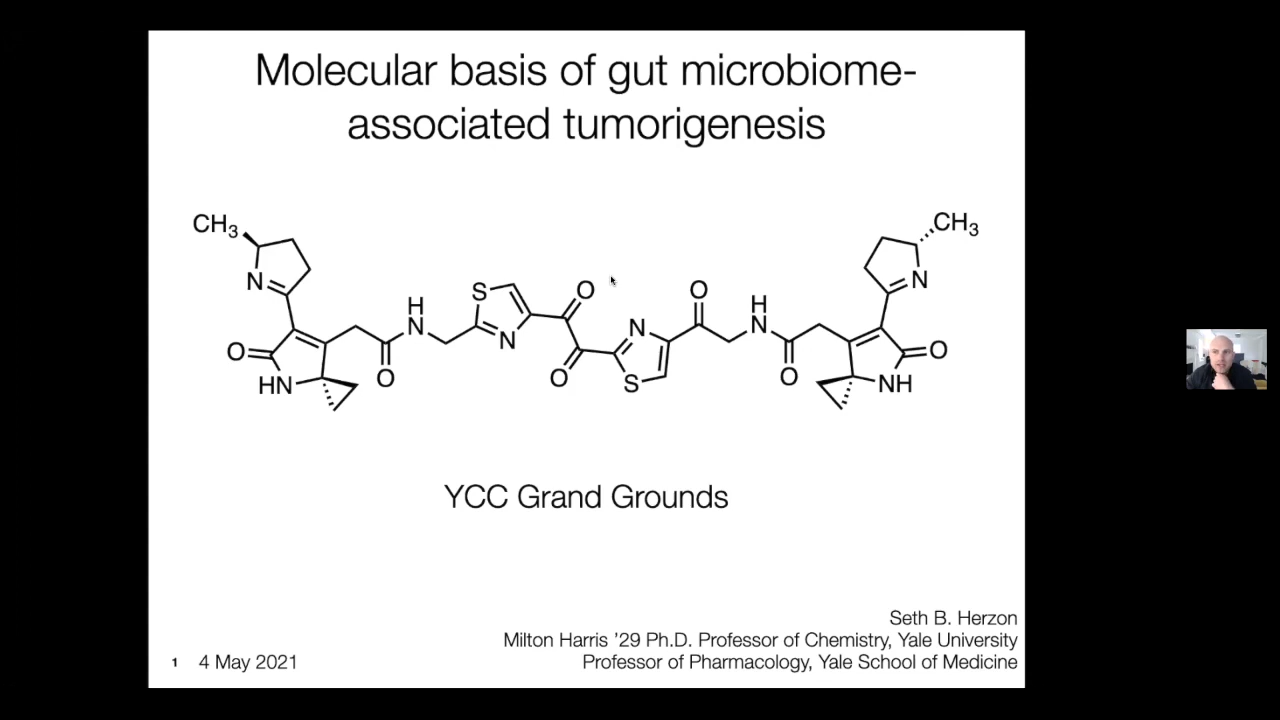 Molecular basis of gut microbiome-
associated tumorigenesis
CH3
CH3
N
N
O
HN
O
H
N
S
N
O
O
N
S
O
H
N
O
O
NH
YCC Grand Grounds
Seth B. Herzon
Milton Harris ’29 Ph.D. Professor of Chemistry, Yale University
Professor of Pharmacology, Yale School of Medicine
1 4 May 2021